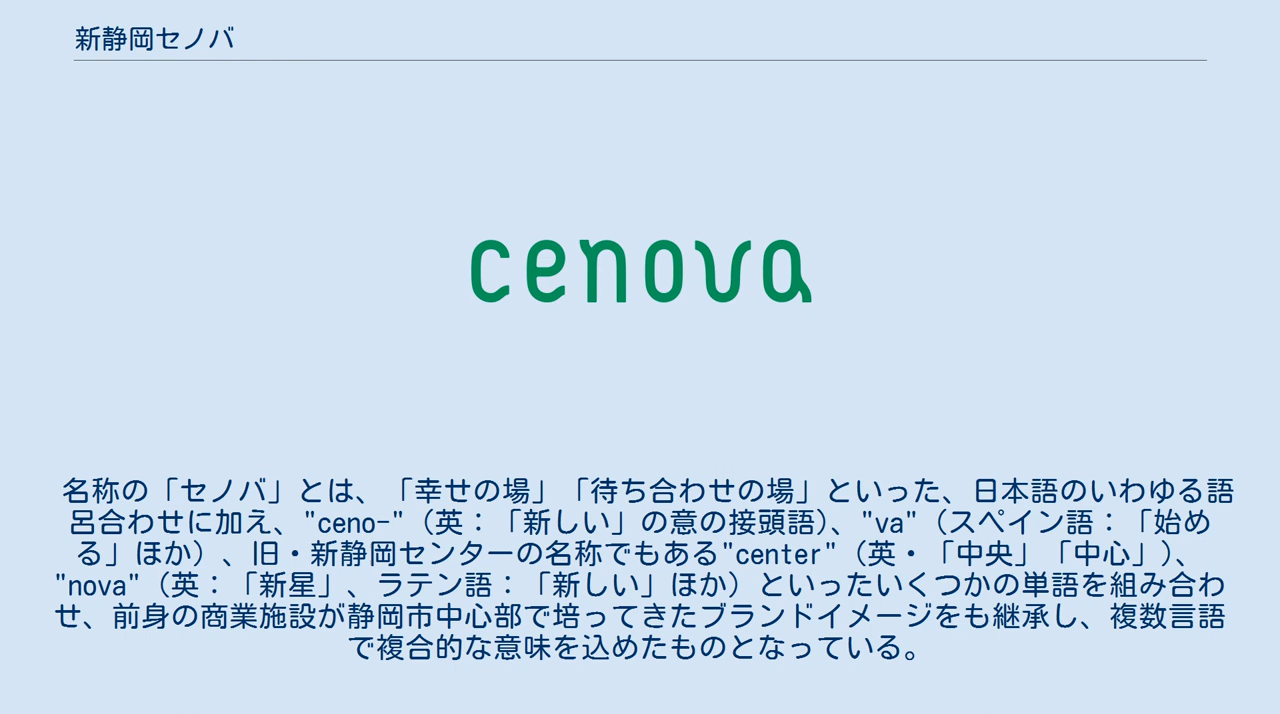 新静岡セノバ
cenova
名称の「セノバ」とは、「幸せの場」「待ち合わせの場」といった、日本語のいわゆる語
呂合わせに加え、"ceno-"（英：「新しい」の意の接頭語）、"va"（スペイン語：「始め
る」ほか）、旧・新静岡センターの名称でもある"center"（英・「中央」「中心」）、
"nova"（英：「新星」、ラテン語：「新しい」ほか）といったいくつかの単語を組み合わ
せ、前身の商業施設が静岡市中心部で培ってきたブランドイメージをも継承し、複数言語
で複合的な意味を込めたものとなっている。